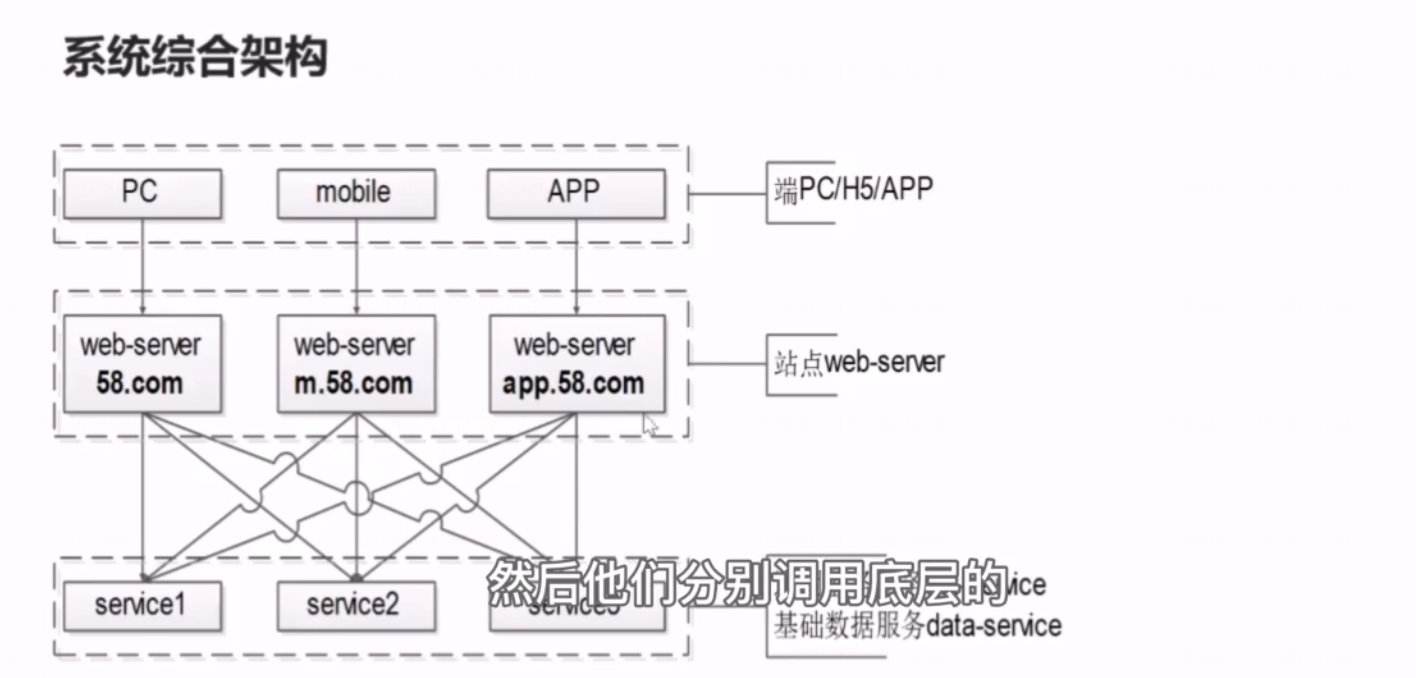 系统综合架构
PC
mobile
APP
端PC/H5/APP
web-server
58.com
web-server
m.58.com
web-server
app.58.com
站点web-server
service1
service2
然后他们分别调用底层的
基础数据服务data-service